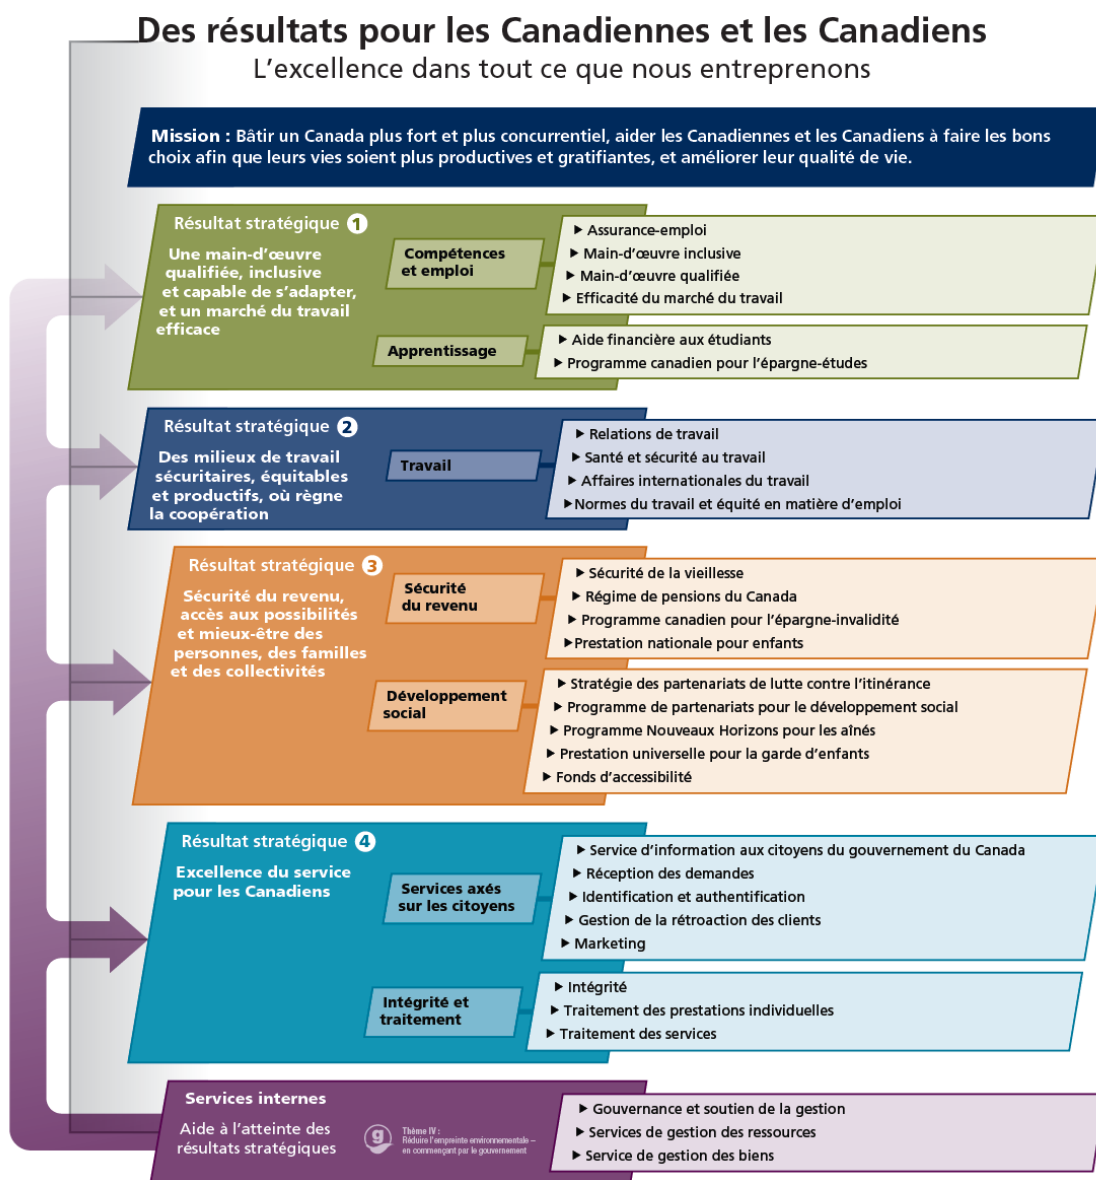 Des résultats pour les Canadiennes et les Canadiens
L’excellence dans tout ce que nous entreprenons
Mission : Bâtir un Canada plus fort et plus concurrentiel, aider les Canadiennes et les Canadiens à faire les bons
choix afin que leurs vies soient plus productives et gratifiantes, et améliorer leur qualité de vie.
Résultat stratégique 1
Une main-d’œuvre
qualifiée, inclusive
et capable de s’adapter,
et un marché du travail
efficace
Compétences
et emploi
▶ Assurance-emploi
▶ Main-d’œuvre inclusive
▶ Main-d’œuvre qualifiée
▶ Efficacité du marché du travail
Apprentissage
▶ Aide financière aux étudiants
▶ Programme canadien pour l’épargne-études
Résultat stratégique 2
Des milieux de travail
sécuritaires, équitables
et productifs, où règne
la coopération
Travail
▶ Relations de travail
▶ Santé et sécurité au travail
▶ Affaires internationales du travail
▶Normes du travail et équité en matière d’emploi
Résultat stratégique 3
Sécurité du revenu,
accès aux possibilités
et mieux-être des
personnes, des familles
et des collectivités
Sécurité
du revenu
▶ Sécurité de la vieillesse
▶ Régime de pensions du Canada
▶ Programme canadien pour l’épargne-invalidité
▶Prestation nationale pour enfants
Développement
social
▶ Stratégie des partenariats de lutte contre l’itinérance
▶ Programme de partenariats pour le développement social
▶ Programme Nouveaux Horizons pour les aînés
▶ Prestation universelle pour la garde d’enfants
▶ Fonds d’accessibilité
Résultat stratégique 4
Excellence du service
pour les Canadiens
Services axés
sur les citoyens
▶ Service d’information aux citoyens du gouvernement du Canada
▶ Réception des demandes
▶ Identification et authentification
▶ Gestion de la rétroaction des clients
▶ Marketing
Intégrité et
traitement
▶ Intégrité
▶ Traitement des prestations individuelles
▶ Traitement des services
Services internes
Aide à l’atteinte des
résultats stratégiques
g
Thème IV :
Réduire l’empreinte environnementale –
en commençant par le gouvernement
▶ Gouvernance et soutien de la gestion
▶ Services de gestion des ressources
▶ Service de gestion des biens